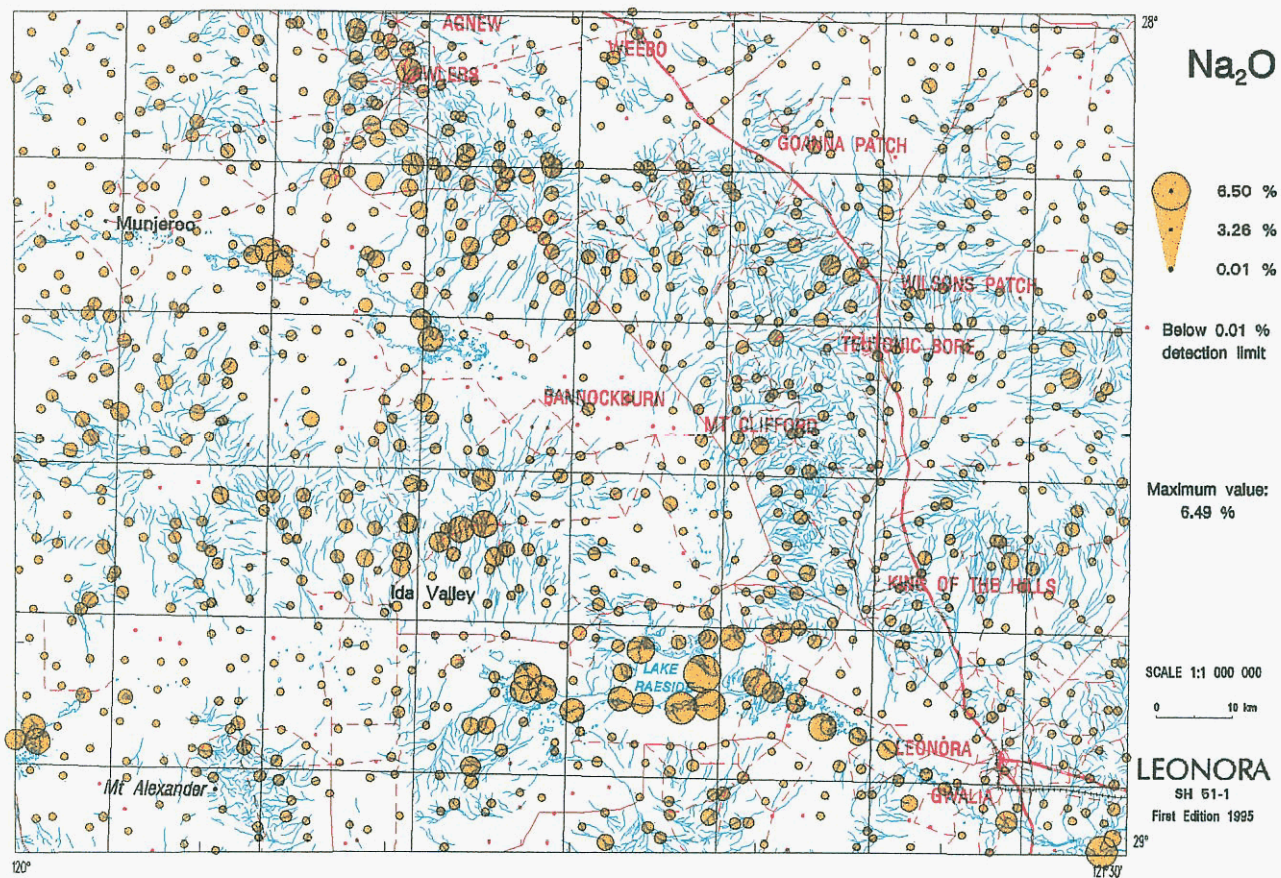 28°
AGNEW
WEEBO
LAWLERS
GOANNA PATCH
Munjeroo
WILSONS PATCH
TEUTONIC BORE
BANNOCKBURN
MT CLIFFORD
KING OF THE HILLS
Ida Valley
LAKE
RAESIDE
LEONORA
Mt Alexander
GWALIA
120°
121°30'
29°
Na₂O
6.50 %
3.26 %
0.01 %
Below 0.01 %
detection limit
Maximum value:
6.49 %
SCALE 1:1 000 000
0 10 km
LEONORA
SH 51-1
First Edition 1995